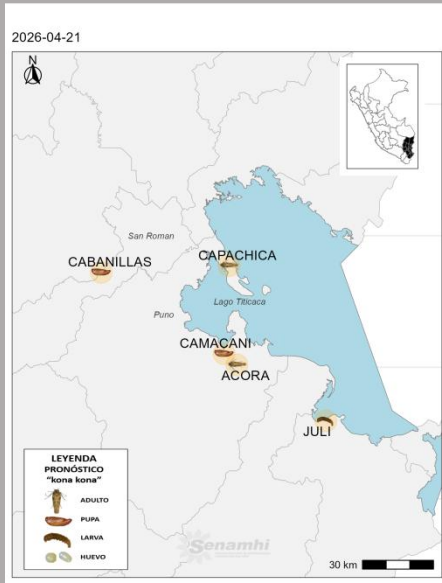 2026-04-21
N
San Roman
CABANILLAS
CAPACHICA
Lago Titicaca
Puno
CAMACANI
ACORA
JULI
LEYENDA
PRONÓSTICO
"kona kona"
ADULTO
PUPA
LARVA
HUEVO
Senamhi
30 km